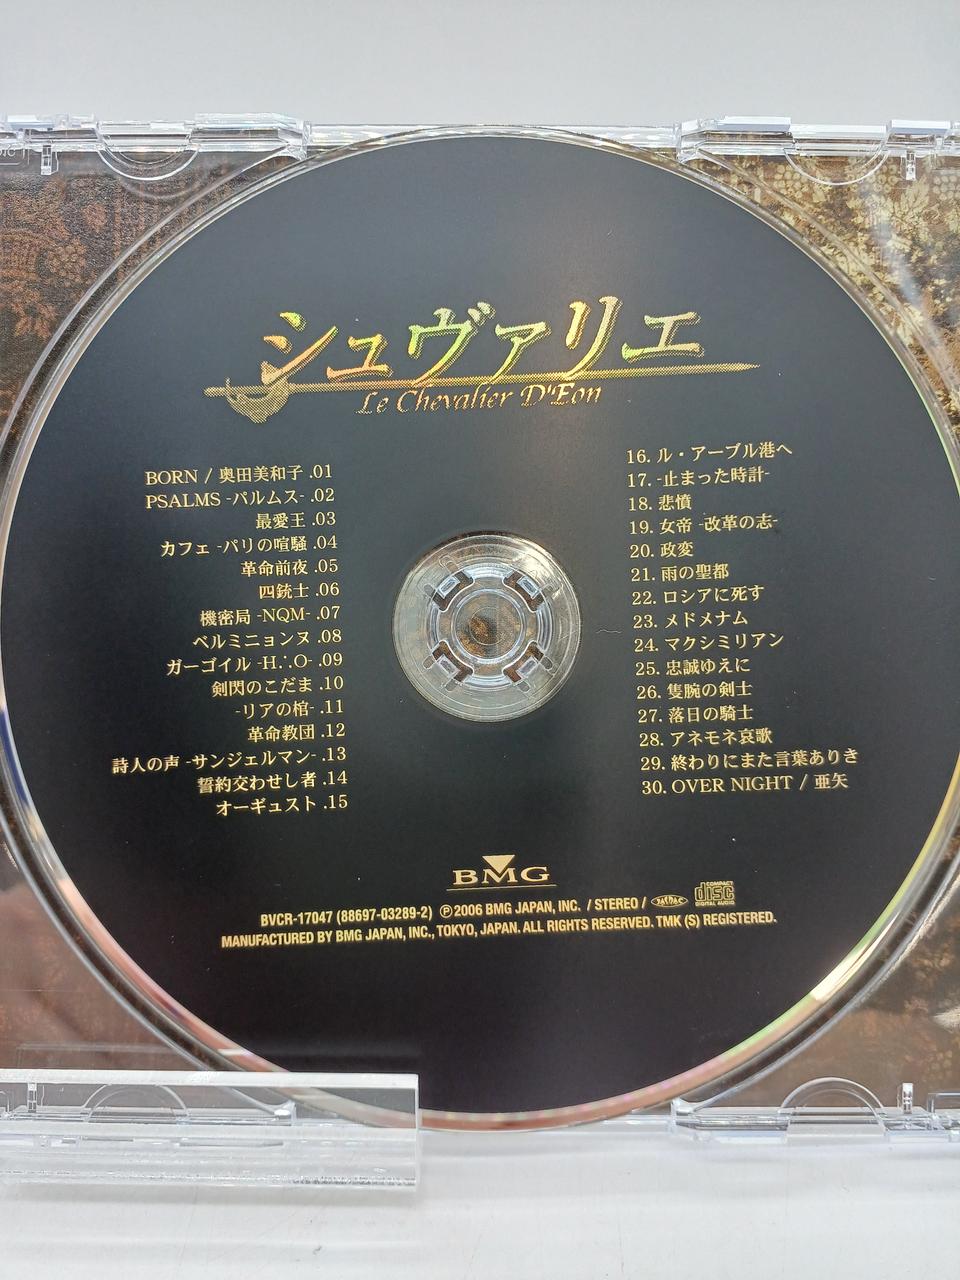 シュヴァリエ
Le Chevalier D'Eon
BORN / 奥田美和子 .01
PSALMS -パルムス- .02
最愛王 .03
カフェ -パリの喧騒 .04
革命前夜 .05
四銃士 .06
機密局 -NQM- .07
ベルミニョンヌ .08
ガーゴイル -H∴O- .09
剣閃のこだま .10
-リアの棺- .11
革命教団 .12
詩人の声 -サンジェルマン- .13
誓約交わせし者 .14
オーギュスト .15
16. ル・アーブル港へ
17. -止まった時計-
18. 悲憤
19. 女帝 -改革の志-
20. 政変
21. 雨の聖都
22. ロシアに死す
23. メドメナム
24. マクシミリアン
25. 忠誠ゆえに
26. 隻腕の剣士
27. 落日の騎士
28. アネモネ哀歌
29. 終わりにまた言葉ありき
30. OVER NIGHT / 亜矢
BMG
BVCR-17047 (88697-03289-2) Ⓟ2006 BMG JAPAN, INC. / STEREO / JASRAC COMPACT disc DIGITAL AUDIO
MANUFACTURED BY BMG JAPAN, INC., TOKYO, JAPAN. ALL RIGHTS RESERVED. TMK (S) REGISTERED.